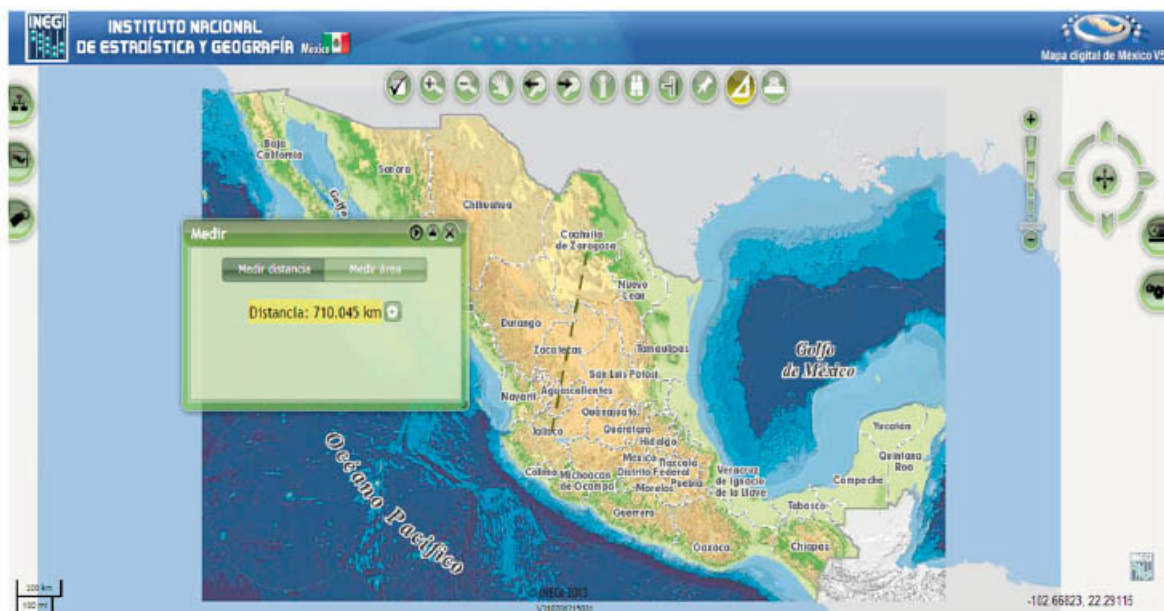 INEGI
INSTITUTO NACIONAL
DE ESTADÍSTICA Y GEOGRAFÍA México
Mapa digital de México V5
Baja
California
Sonora
Golfo
Chihuahua
Coahuila
de Zaragoza
Nuevo
León
Medir
Medir distancia
Medir área
Distancia: 710.045 km
Durango
Zacatecas
Tamaulipas
San Luis Potosí
Nayarit
Aguascalientes
Guanajuato
Jalisco
Querétaro
Hidalgo
México
Tlaxcala
Colima
Michoacán
de Ocampo
Distrito Federal
Morelos
Puebla
Guerrero
Veracruz
de Ignacio
de la Llave
Oaxaca
Tabasco
Chiapas
Campeche
Yucatán
Quintana
Roo
Golfo
de México
Océano Pacífico
200 km
100 mi
© INEGI 2013
-102.66823, 22.29116